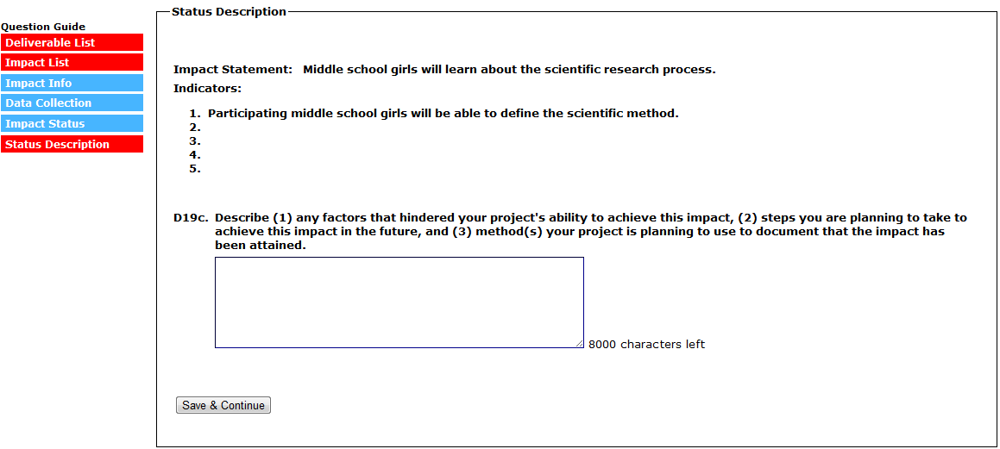 Question Guide
Deliverable List
Impact List
Impact Info
Data Collection
Impact Status
Status Description
Status Description
Impact Statement: Middle school girls will learn about the scientific research process.
Indicators:
1. Participating middle school girls will be able to define the scientific method.
2.
3.
4.
5.
D19c. Describe (1) any factors that hindered your project's ability to achieve this impact, (2) steps you are planning to take to
achieve this impact in the future, and (3) method(s) your project is planning to use to document that the impact has
been attained.
8000 characters left
Save & Continue